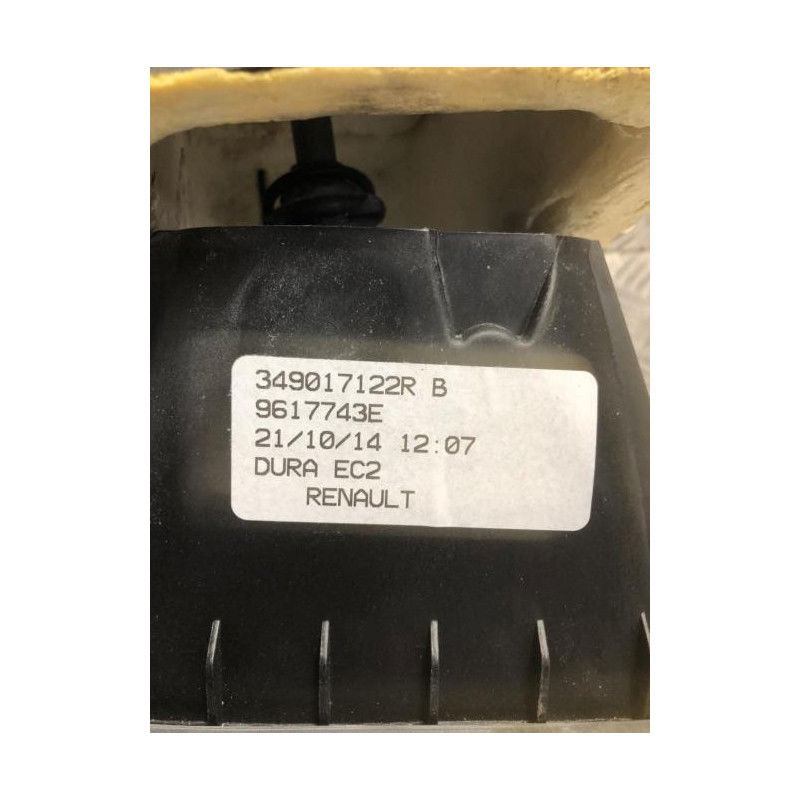 349017122R B
9617743E
21/10/14 12:07
DURA EC2
RENAULT